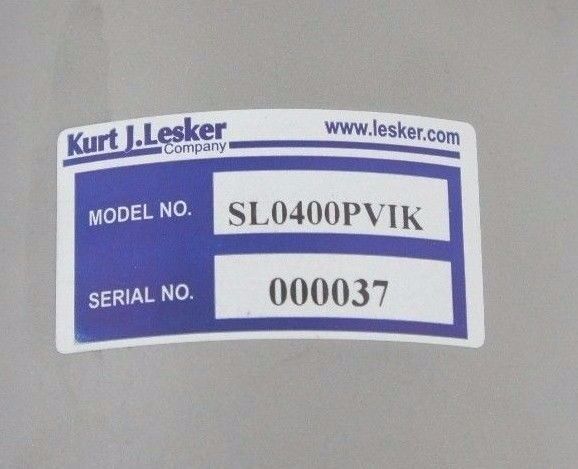 Kurt J.Lesker www.lesker.com
Company
MODEL NO. SL0400PVIK
SERIAL NO. 000037